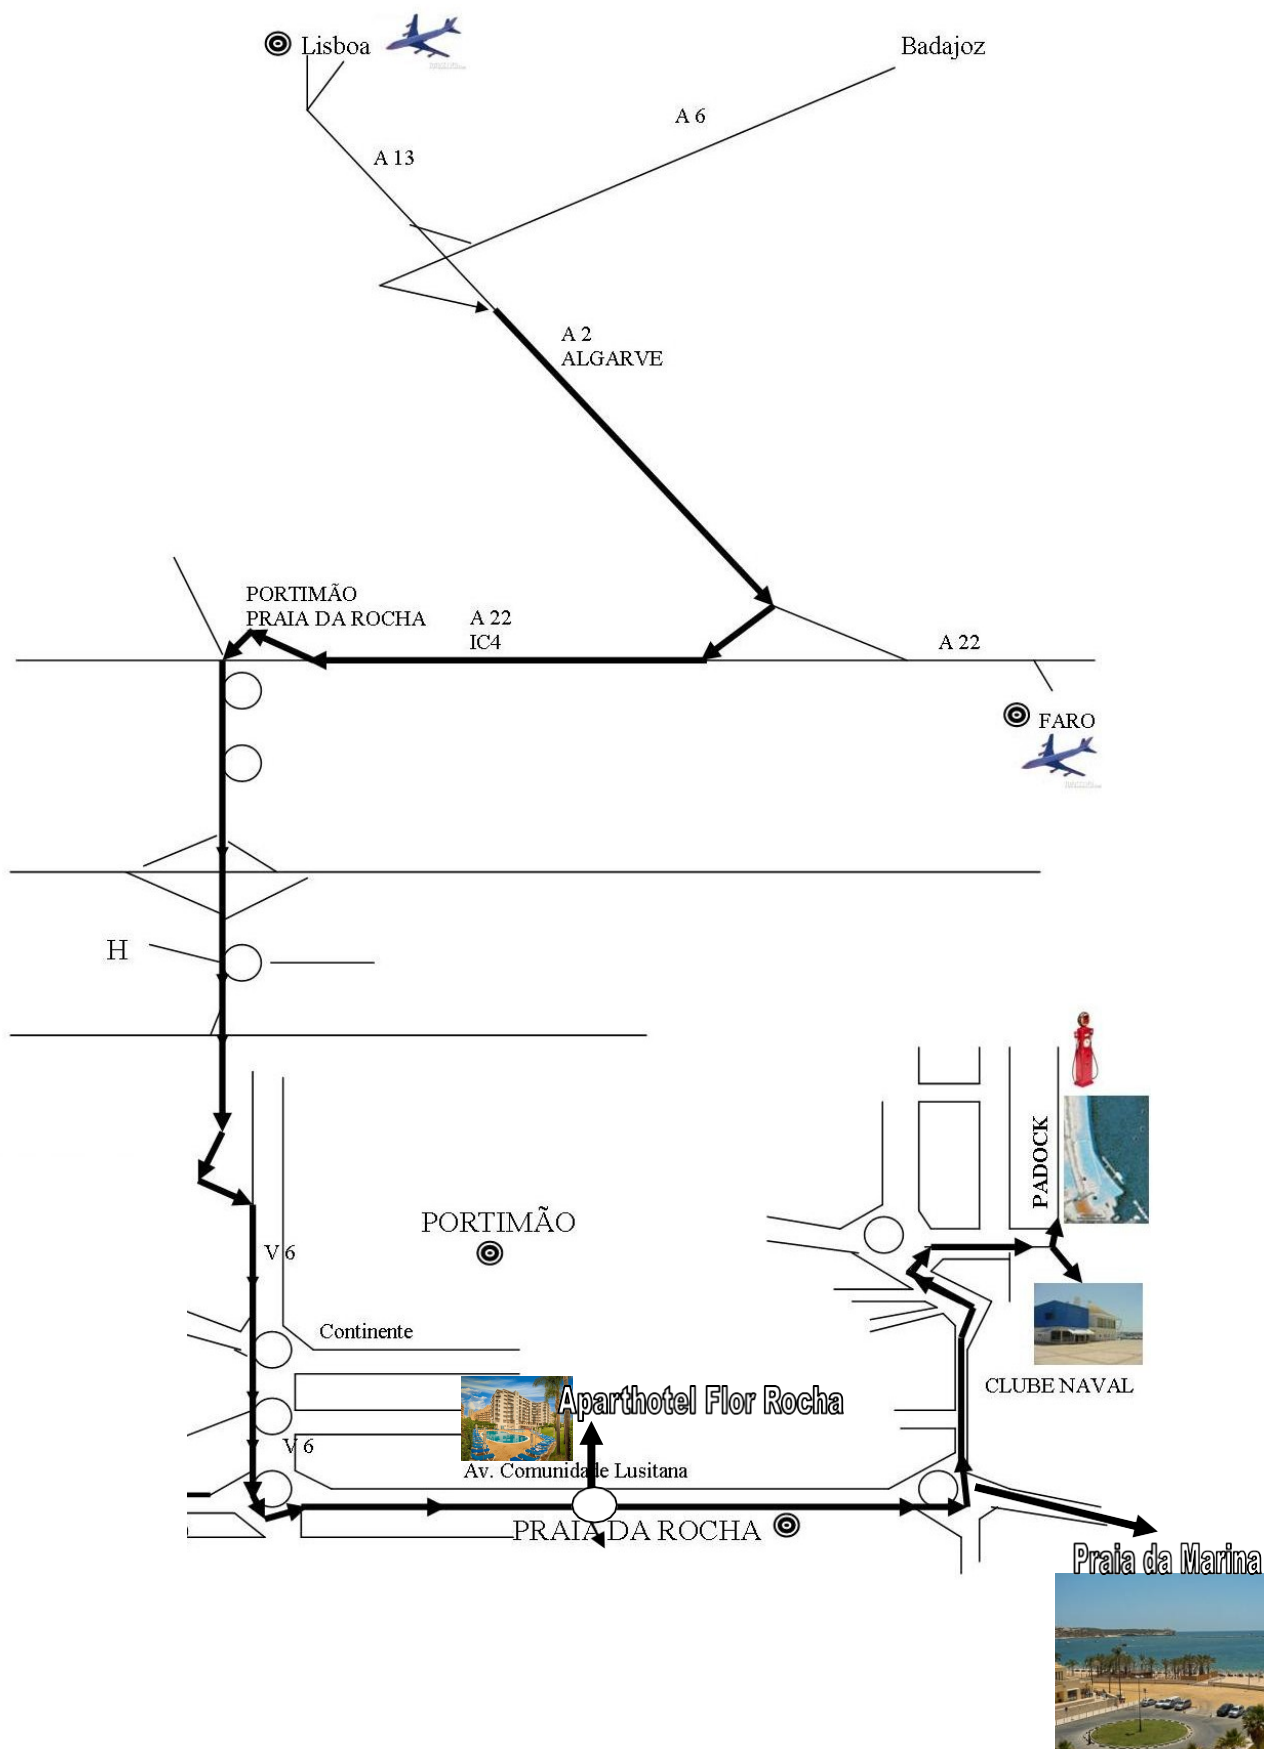 Lisboa
Badajoz
A 6
A 13
A 2
ALGARVE
PORTIMÃO
PRAIA DA ROCHA
A 22
IC4
A 22
FARO
H
PADOCK
PORTIMÃO
V 6
Continente
CLUBE NAVAL
Aparthotel Flor Rocha
V 6
Av. Comunidade Lusitana
PRAIA DA ROCHA
Praia da Marina